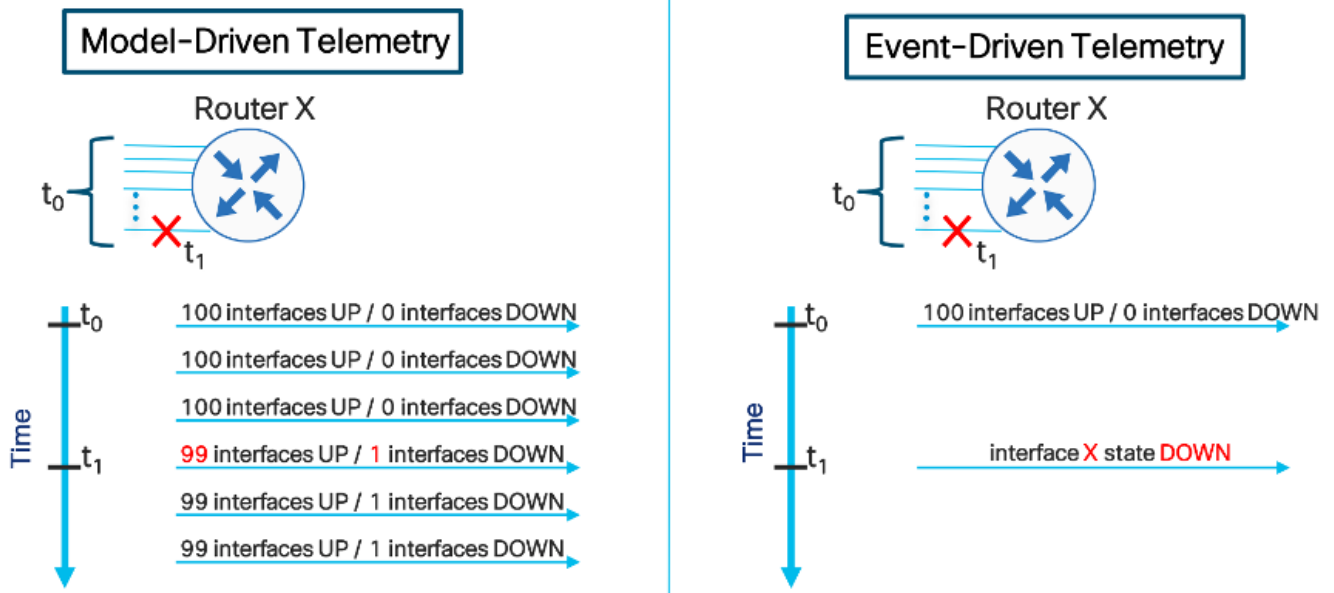 Model-Driven Telemetry
Router X
t0
t1
t0
100 interfaces UP / 0 interfaces DOWN
100 interfaces UP / 0 interfaces DOWN
100 interfaces UP / 0 interfaces DOWN
Time
t1
99 interfaces UP / 1 interfaces DOWN
99 interfaces UP / 1 interfaces DOWN
99 interfaces UP / 1 interfaces DOWN
Event-Driven Telemetry
Router X
t0
t1
t0
100 interfaces UP / 0 interfaces DOWN
Time
t1
interface X state DOWN